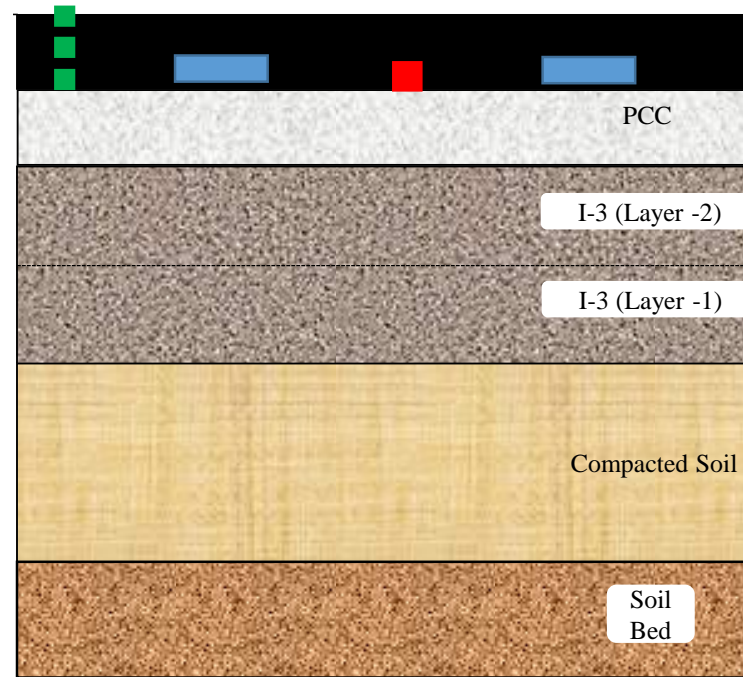 PCC
I-3 (Layer -2)
I-3 (Layer -1)
Compacted Soil
Soil
Bed